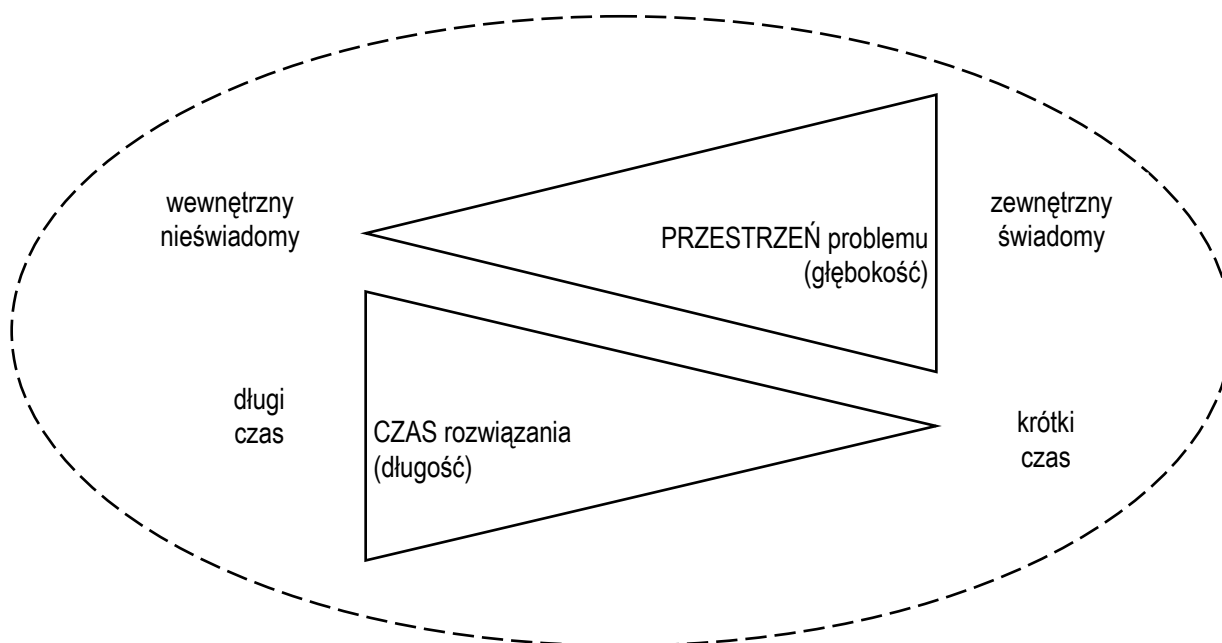 wewnętrzny
nieświadomy
PRZESTRZEŃ problemu
(głębokość)
zewnętrzny
świadomy
długi
czas
CZAS rozwiązania
(długość)
krótki
czas